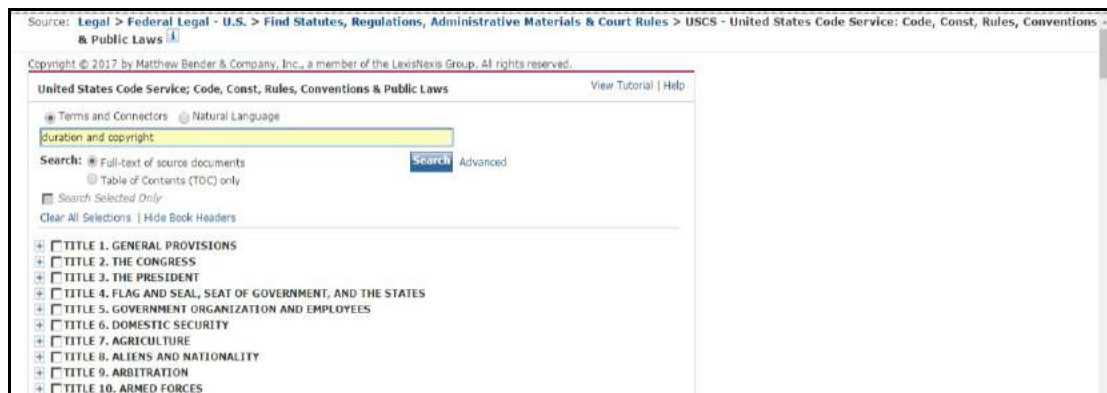 Source: Legal > Federal Legal - U.S. > Find Statutes, Regulations, Administrative Materials & Court Rules > USCS - United States Code Service: Code, Const, Rules, Conventions
& Public Laws i
Copyright © 2017 by Matthew Bender & Company, Inc., a member of the LexisNexis Group. All rights reserved.
United States Code Service; Code, Const, Rules, Conventions & Public Laws View Tutorial | Help
Terms and Connectors Natural Language
duration and copyright
Search: Full-text of source documents Search Advanced
Table of Contents (TOC) only
Search Selected Only
Clear All Selections | Hide Book Headers
TITLE 1. GENERAL PROVISIONS
TITLE 2. THE CONGRESS
TITLE 3. THE PRESIDENT
TITLE 4. FLAG AND SEAL, SEAT OF GOVERNMENT, AND THE STATES
TITLE 5. GOVERNMENT ORGANIZATION AND EMPLOYEES
TITLE 6. DOMESTIC SECURITY
TITLE 7. AGRICULTURE
TITLE 8. ALIENS AND NATIONALITY
TITLE 9. ARBITRATION
TITLE 10. ARMED FORCES